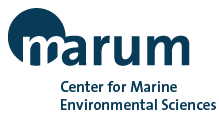 marum
Center for Marine
Environmental Sciences